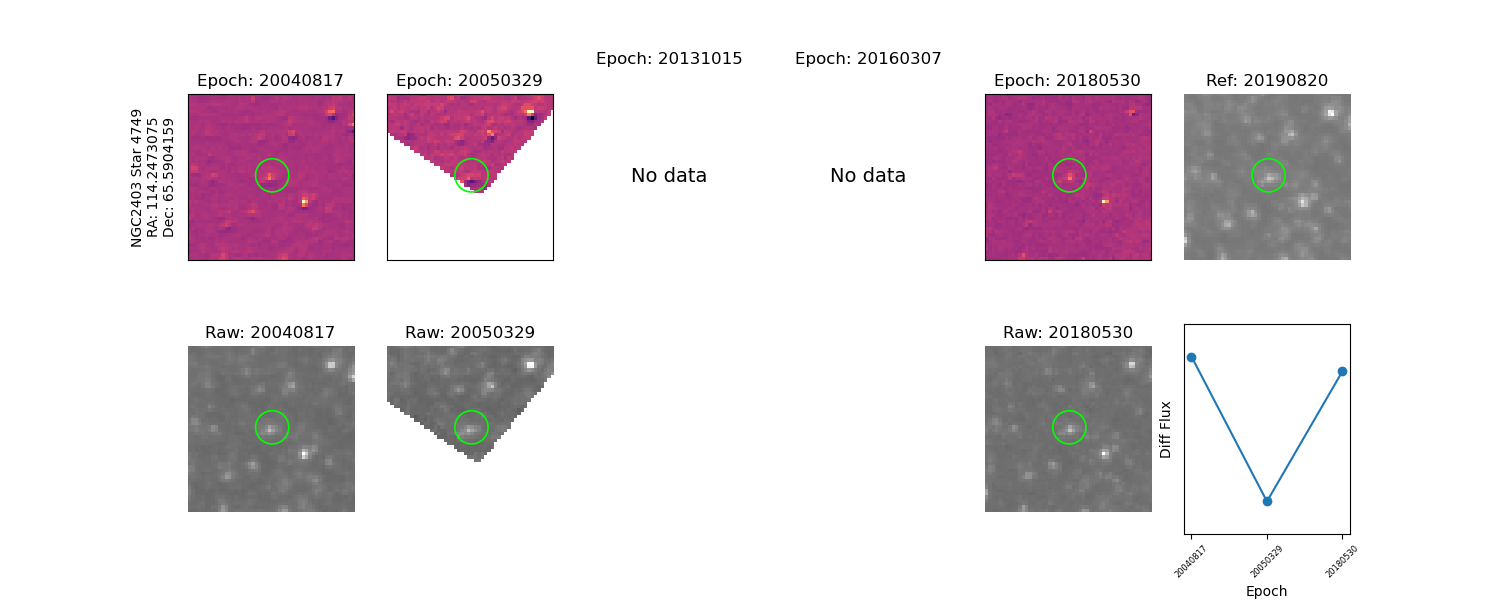 Epoch: 20040817
Epoch: 20050329
Epoch: 20131015
Epoch: 20160307
Epoch: 20180530
Ref: 20190820
NGC2403 Star 4749
RA: 114.2473075
Dec: 65.5904159
No data
No data
Raw: 20040817
Raw: 20050329
Raw: 20180530
Diff Flux
20040817
20050329
20180530
Epoch